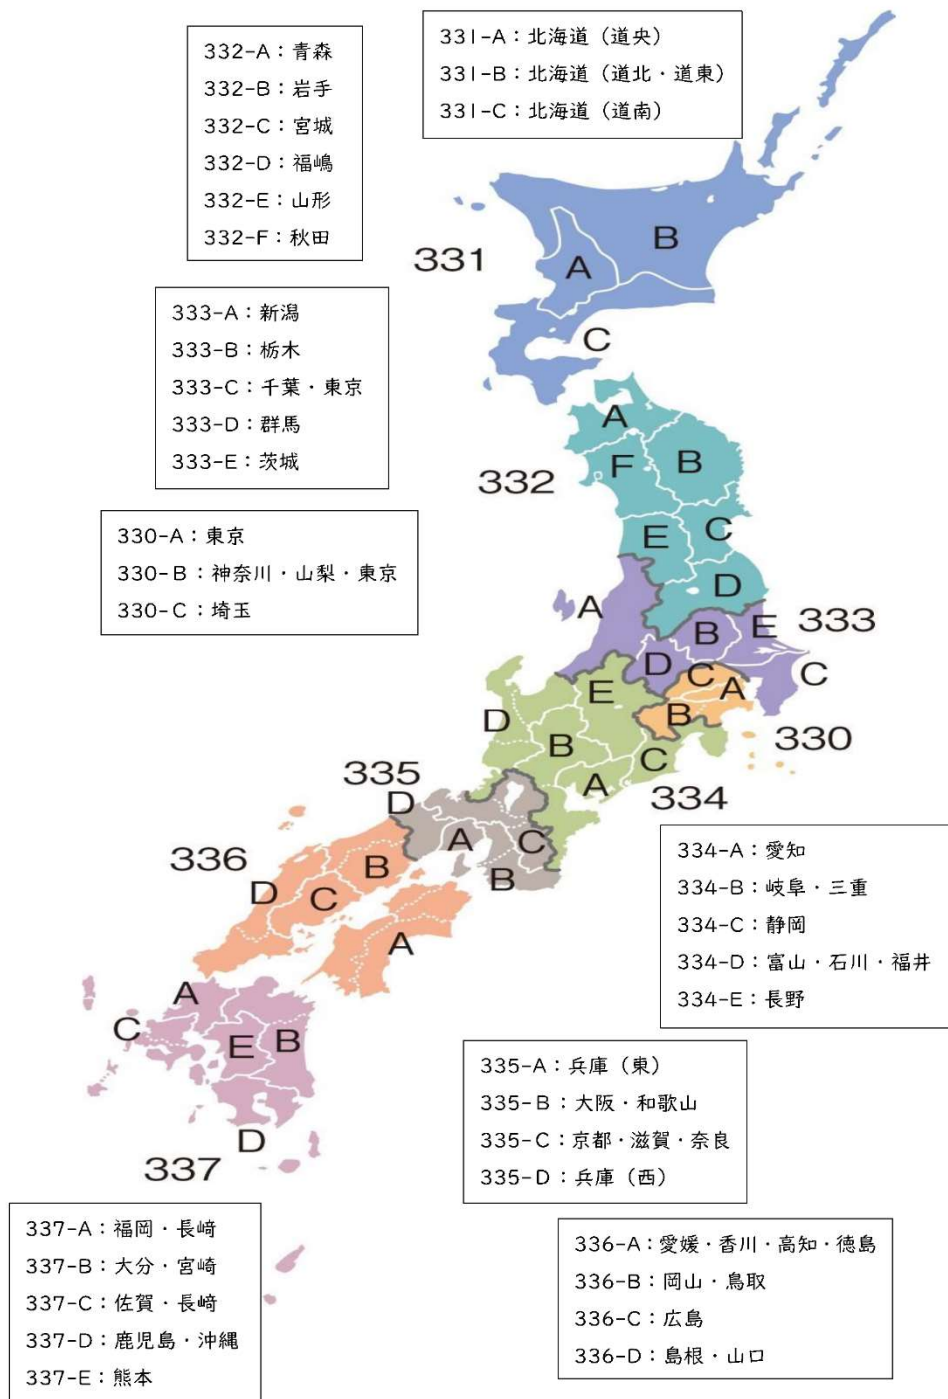 332-A：青森
332-B：岩手
332-C：宮城
332-D：福嶋
332-E：山形
332-F：秋田
331-A：北海道（道央）
331-B：北海道（道北・道東）
331-C：北海道（道南）
331
A
B
C
333-A：新潟
333-B：栃木
333-C：千葉・東京
333-D：群馬
333-E：茨城
332
A
F
B
E
C
D
330-A：東京
330-B：神奈川・山梨・東京
330-C：埼玉
333
A
B
E
D
C
330
C
A
B
334
E
D
B
C
A
335
D
A
C
B
336
B
D
C
A
334-A：愛知
334-B：岐阜・三重
334-C：静岡
334-D：富山・石川・福井
334-E：長野
337
A
C
E
B
D
335-A：兵庫（東）
335-B：大阪・和歌山
335-C：京都・滋賀・奈良
335-D：兵庫（西）
337-A：福岡・長﨑
337-B：大分・宮崎
337-C：佐賀・長﨑
337-D：鹿児島・沖縄
337-E：熊本
336-A：愛媛・香川・高知・徳島
336-B：岡山・鳥取
336-C：広島
336-D：島根・山口